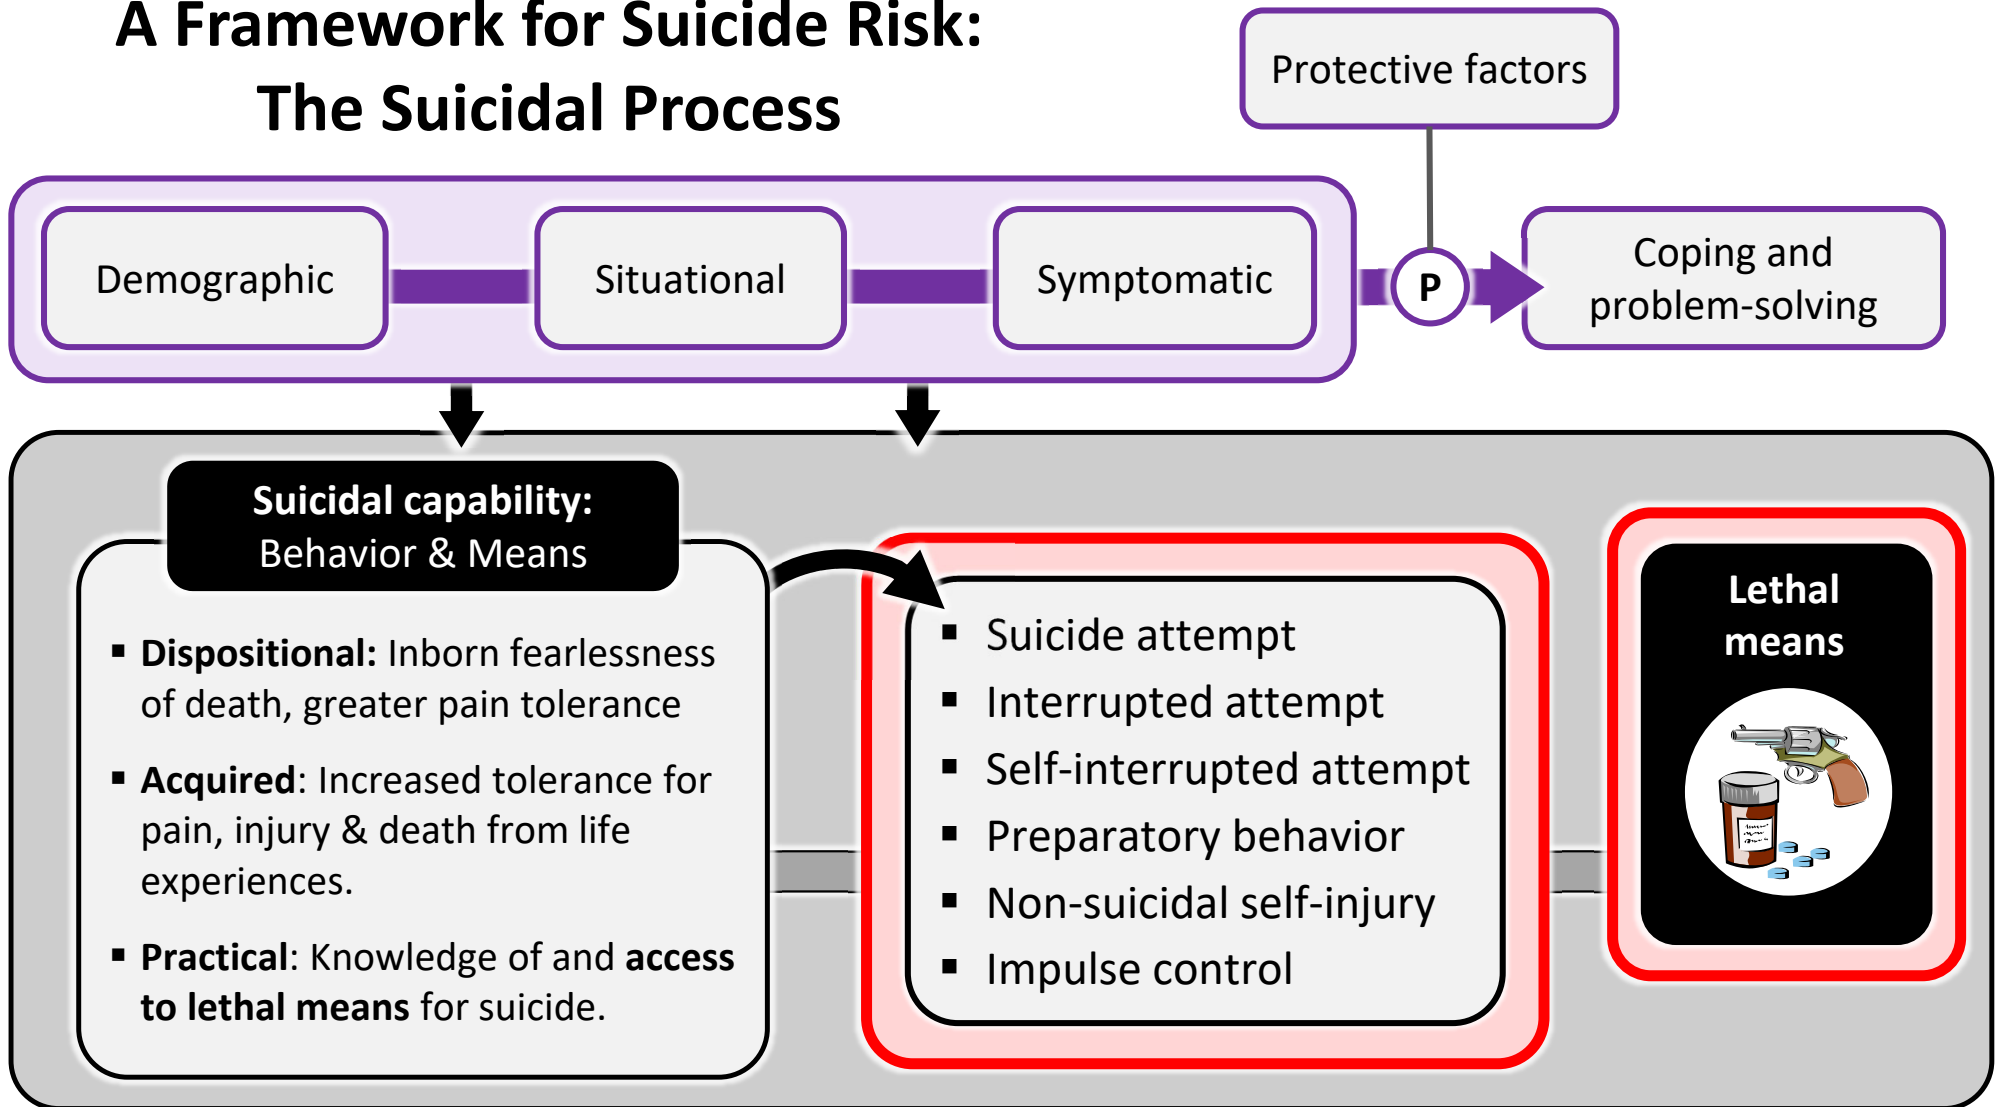 A Framework for Suicide Risk:
The Suicidal Process
Protective factors
Demographic
Situational
Symptomatic
P
Coping and
problem-solving
Suicidal capability:
Behavior & Means
▪ Dispositional: Inborn fearlessness
of death, greater pain tolerance
▪ Acquired: Increased tolerance for
pain, injury & death from life
experiences.
▪ Practical: Knowledge of and access
to lethal means for suicide.
▪ Suicide attempt
▪ Interrupted attempt
▪ Self-interrupted attempt
▪ Preparatory behavior
▪ Non-suicidal self-injury
▪ Impulse control
Lethal
means